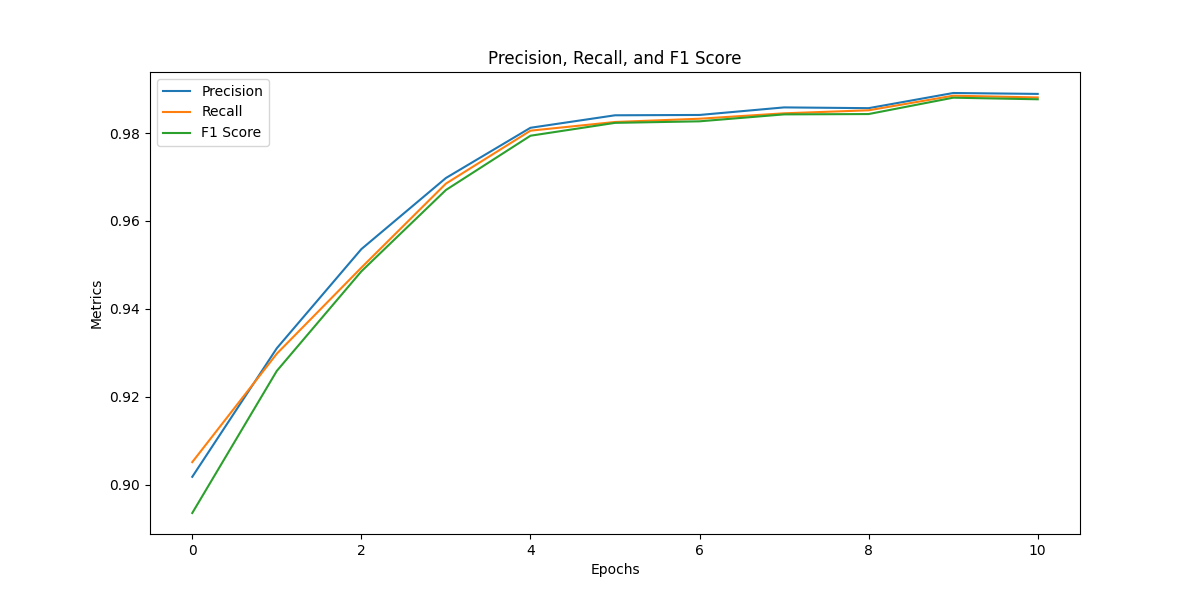 Precision, Recall, and F1 Score
Precision
Recall
F1 Score
0.98
0.96
0.94
0.92
0.90
Metrics
0 2 4 6 8 10
Epochs